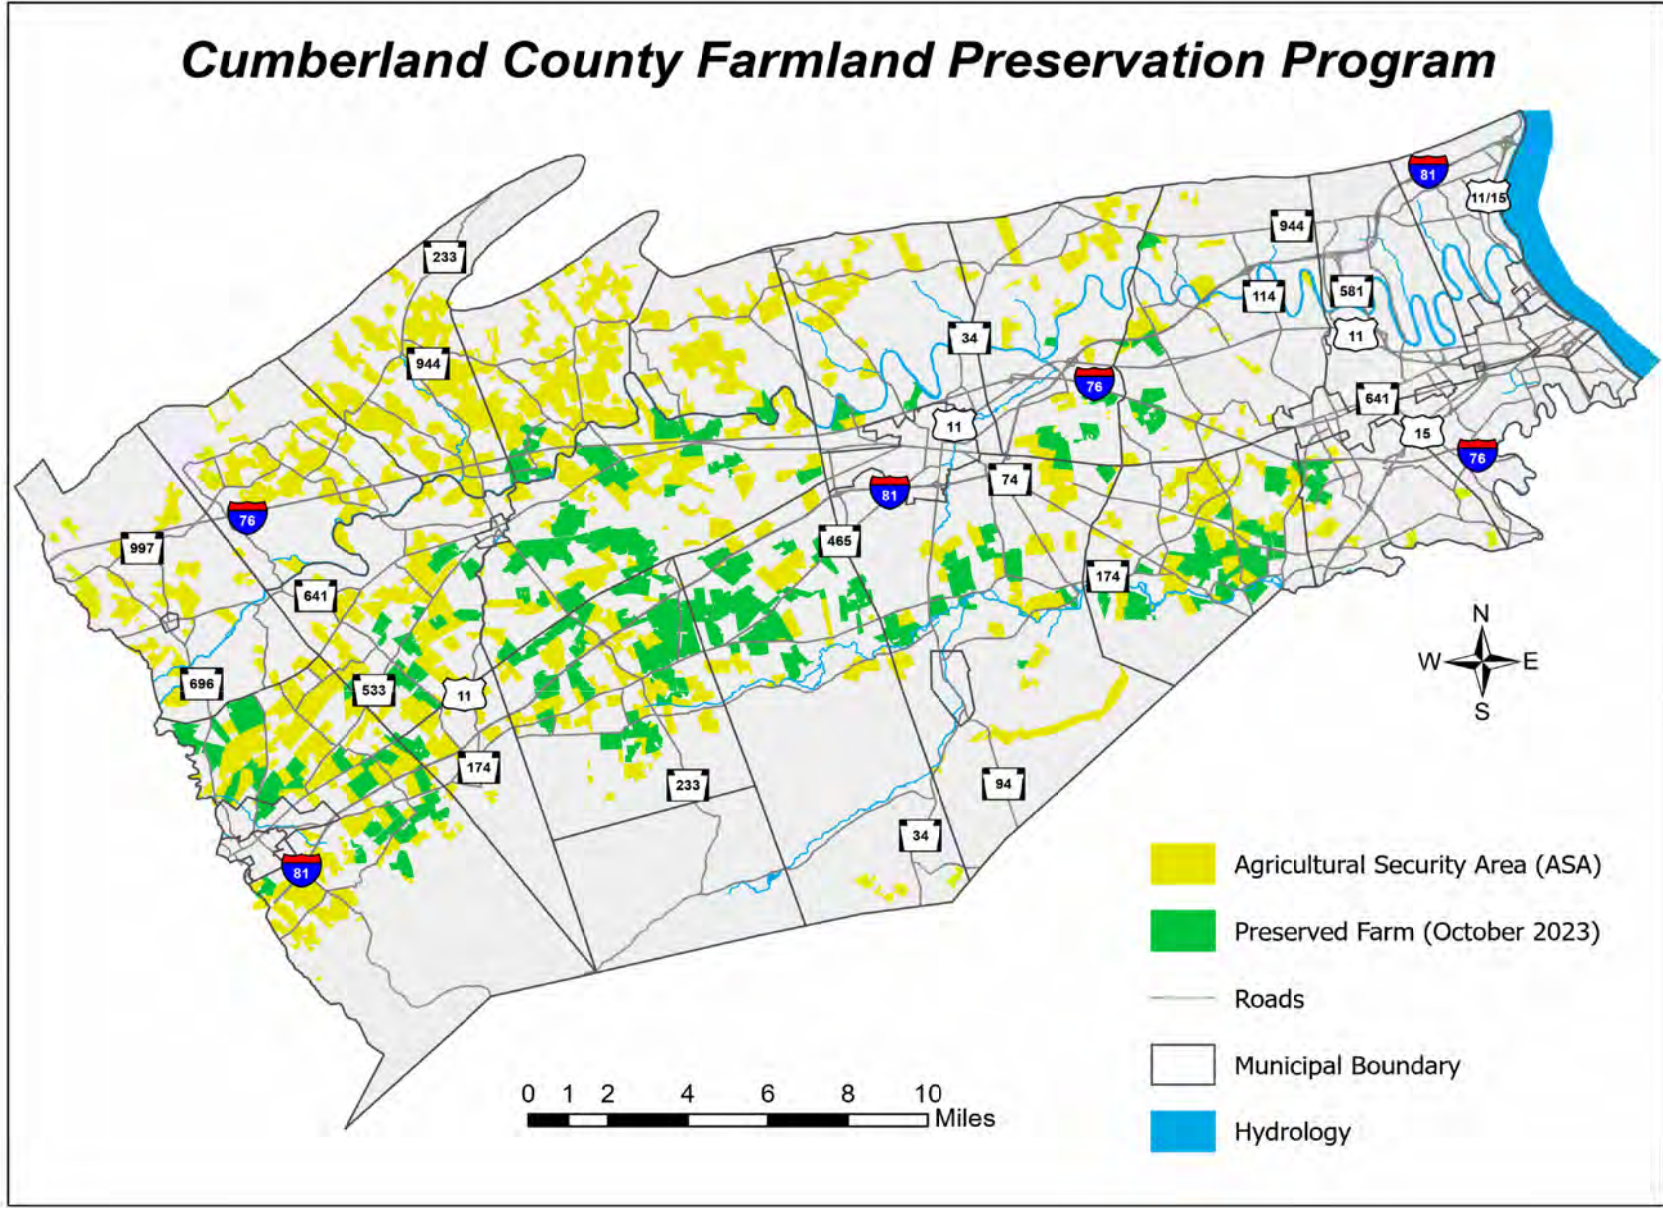 Cumberland County Farmland Preservation Program
81
11/15
944
233
114
581
11
34
944
76
641
11
15
76
74
81
76
997
465
174
641
696
533
11
174
233
94
34
81
N
W E
S
Agricultural Security Area (ASA)
Preserved Farm (October 2023)
Roads
Municipal Boundary
Hydrology
0 1 2 4 6 8 10
Miles